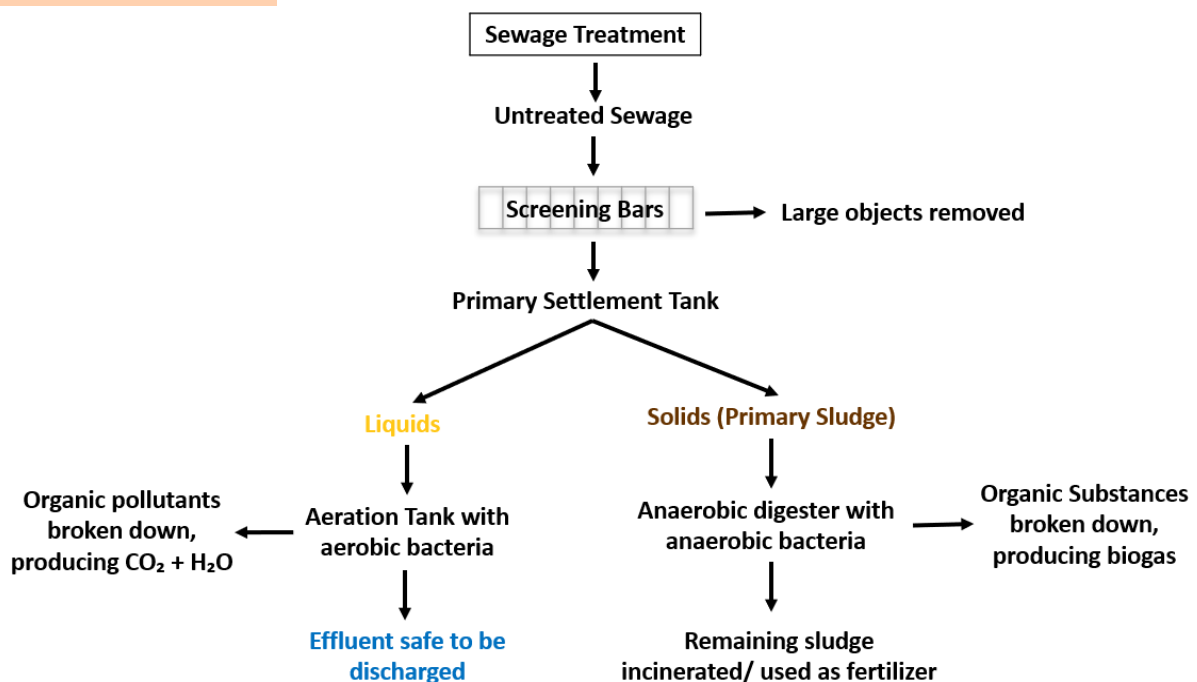 Sewage Treatment
Untreated Sewage
Screening Bars
Large objects removed
Primary Settlement Tank
Liquids
Solids (Primary Sludge)
Organic pollutants
broken down,
producing CO₂ + H₂O
Aeration Tank with
aerobic bacteria
Anaerobic digester with
anaerobic bacteria
Organic Substances
broken down,
producing biogas
Effluent safe to be
discharged
Remaining sludge
incinerated/ used as fertilizer